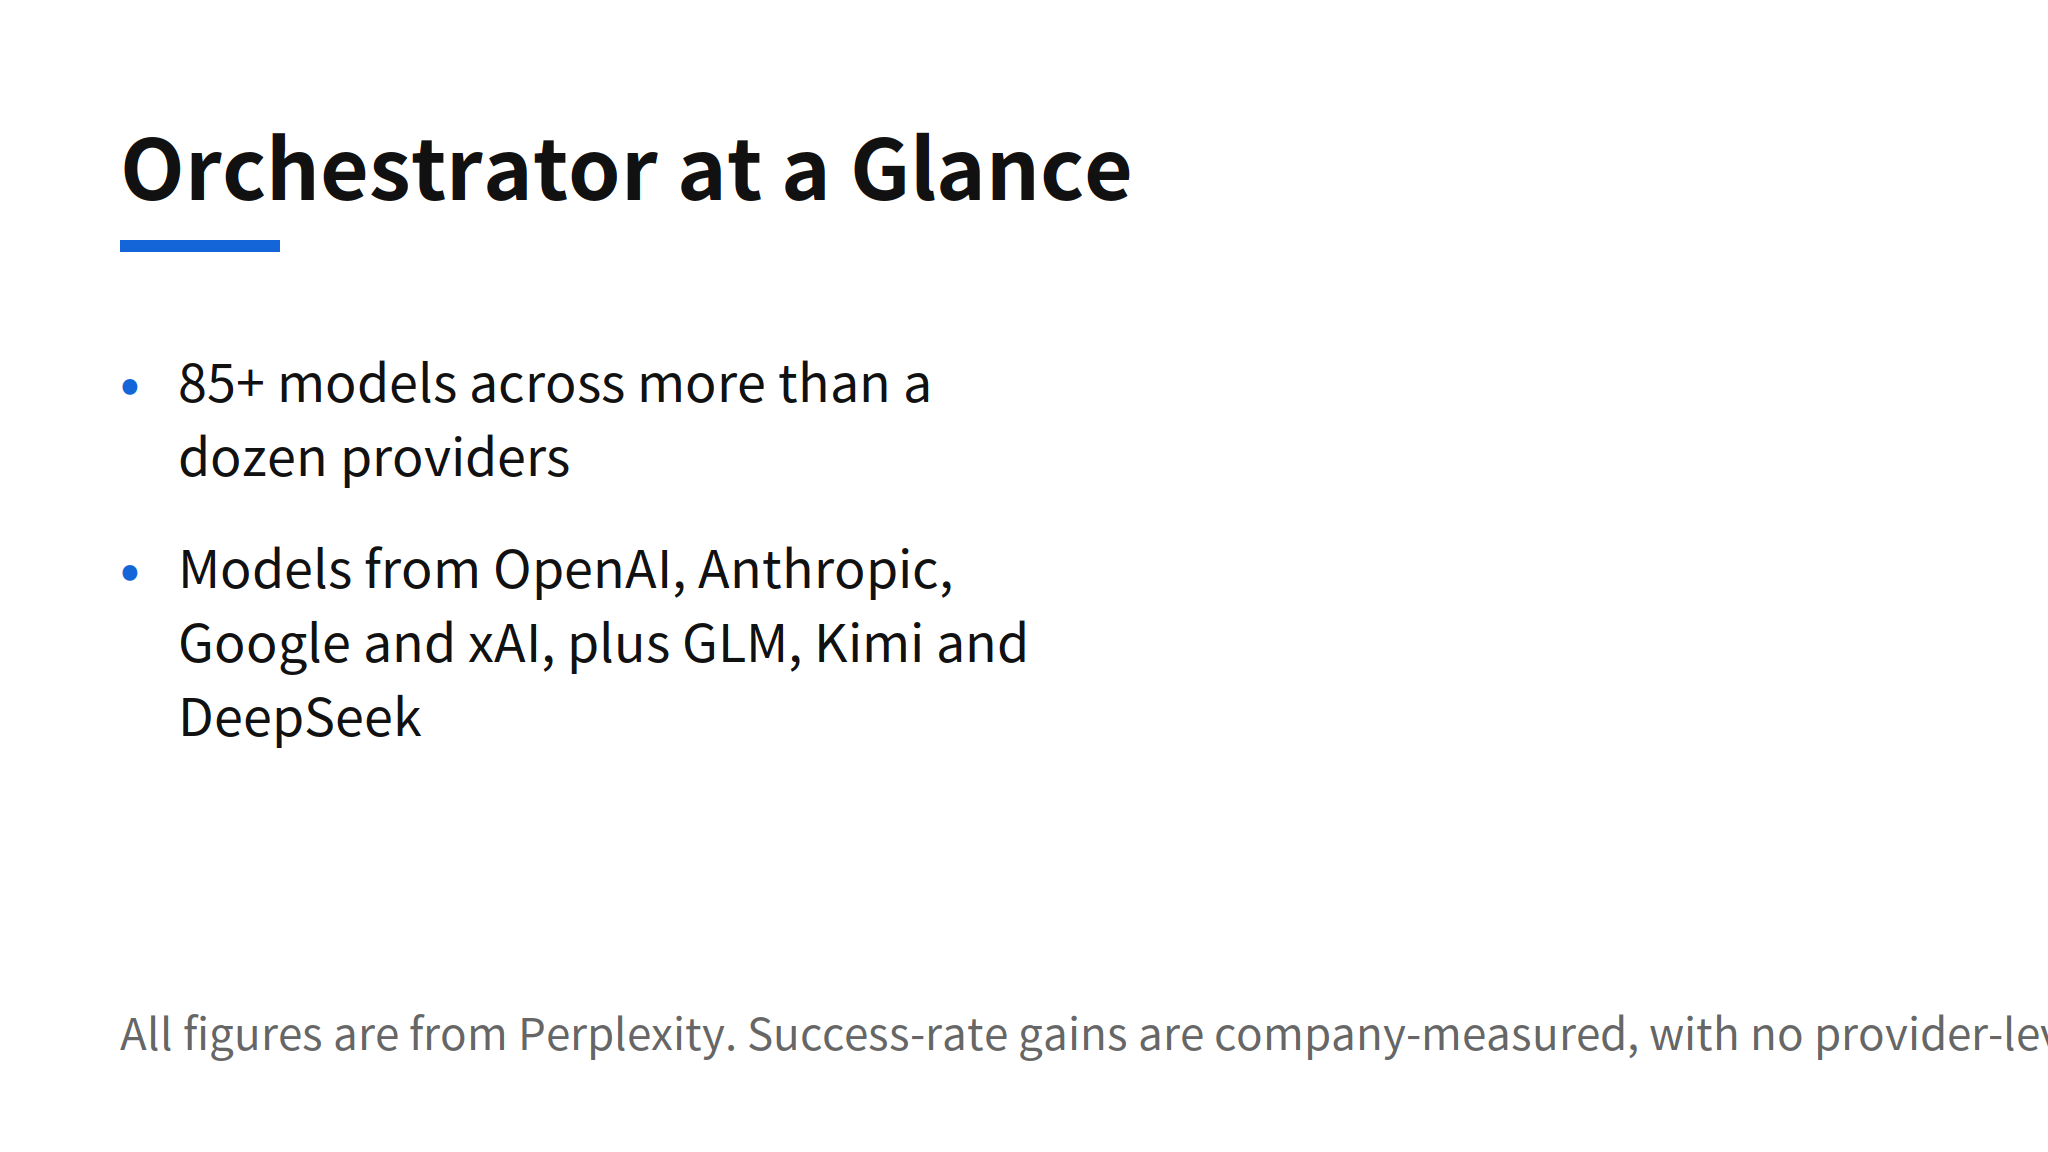 Orchestrator at a Glance
• 85+ models across more than a
dozen providers
• Models from OpenAI, Anthropic,
Google and xAI, plus GLM, Kimi and
DeepSeek
All figures are from Perplexity. Success-rate gains are company-measured, with no